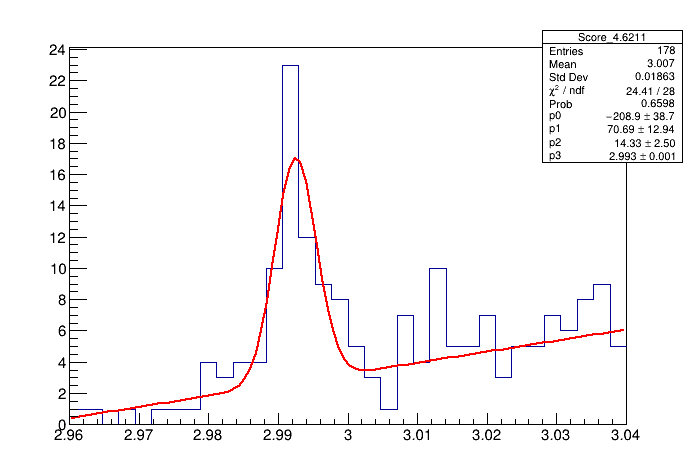 Score_4.6211
Entries 178
Mean 3.007
Std Dev 0.01863
χ² / ndf 24.41 / 28
Prob 0.6598
p0 −208.9 ± 38.7
p1 70.69 ± 12.94
p2 14.33 ± 2.50
p3 2.993 ± 0.001
24
22
20
18
16
14
12
10
8
6
4
2
0
2.96 2.97 2.98 2.99 3 3.01 3.02 3.03 3.04